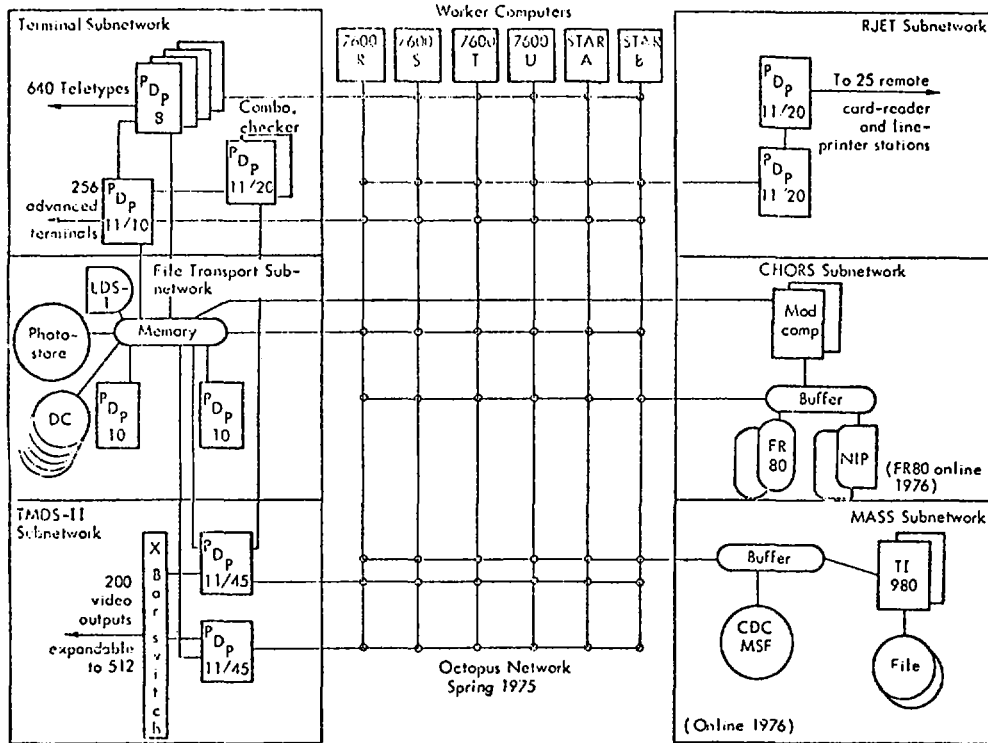 Worker Computers
7600
R
7600
S
7600
T
7600
U
STAR
A
STAR
B
Terminal Subnetwork
640 Teletypes
PDP
8
Combo,
checker
PDP
11/20
256
advanced
terminals
PDP
11/10
File Transport Sub-
network
LDS-
1
Memory
Photo-
store
DC
PDP
10
PDP
10
TMDS-II
Subnetwork
X
Bar switch
PDP
11/45
200
video
outputs
expandable
to 512
PDP
11/45
RJET Subnetwork
PDP
11/20
To 25 remote
card-reader
and line-
printer stations
PDP
11/20
CHORS Subnetwork
Mod
comp
Buffer
FR
80
NIP
(FR80 online
1976)
MASS Subnetwork
Buffer
TI
980
CDC
MSF
File
(Online 1976)
Octopus Network
Spring 1975